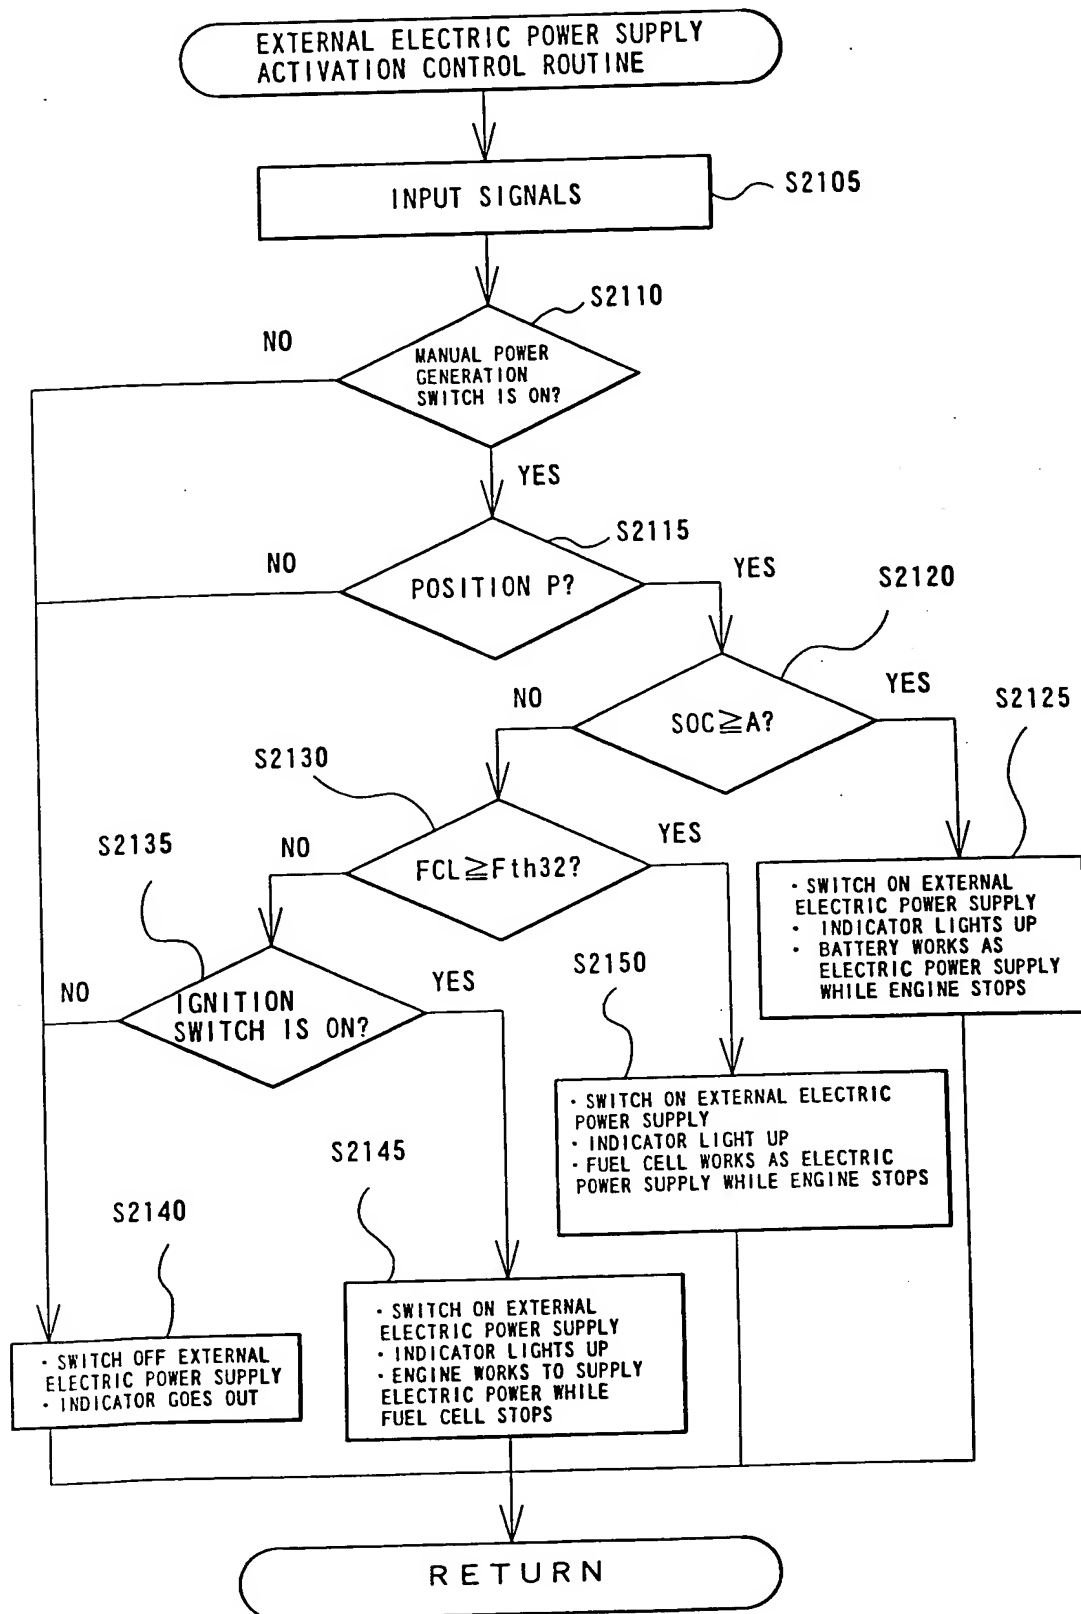 EXTERNAL ELECTRIC POWER SUPPLY
ACTIVATION CONTROL ROUTINE
INPUT SIGNALS
S2105
S2110
NO
MANUAL POWER
GENERATION
SWITCH IS ON?
YES
S2115
NO
POSITION P?
YES
S2120
NO
SOC≧A?
YES
S2125
S2130
NO
FCL≧Fth32?
YES
S2135
• SWITCH ON EXTERNAL
ELECTRIC POWER SUPPLY
• INDICATOR LIGHTS UP
• BATTERY WORKS AS
ELECTRIC POWER SUPPLY
WHILE ENGINE STOPS
NO
IGNITION
SWITCH IS ON?
YES
S2150
• SWITCH ON EXTERNAL ELECTRIC
POWER SUPPLY
• INDICATOR LIGHT UP
• FUEL CELL WORKS AS ELECTRIC
POWER SUPPLY WHILE ENGINE STOPS
S2145
S2140
• SWITCH ON EXTERNAL
ELECTRIC POWER SUPPLY
• INDICATOR LIGHTS UP
• ENGINE WORKS TO SUPPLY
ELECTRIC POWER WHILE
FUEL CELL STOPS
• SWITCH OFF EXTERNAL
ELECTRIC POWER SUPPLY
• INDICATOR GOES OUT
RETURN